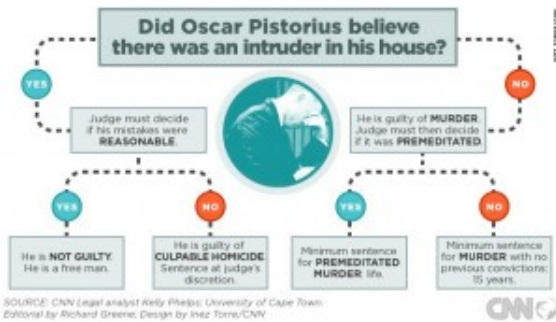 Did Oscar Pistorius believe
there was an intruder in his house?
YES
NO
Judge must decide
if his mistakes were
REASONABLE.
He is guilty of MURDER.
Judge must then decide
if it was PREMEDITATED.
YES
NO
YES
NO
He is NOT GUILTY.
He is a free man.
He is guilty of
CULPABLE HOMICIDE.
Sentence at judge's
discretion.
Minimum sentence
for PREMEDITATED
MURDER: life.
Minimum sentence
for MURDER with no
previous convictions:
15 years.
SOURCE: CNN Legal analyst Kelly Phelps; University of Cape Town;
Editorial by Richard Greene; Design by Inez Torre/CNN
CNN